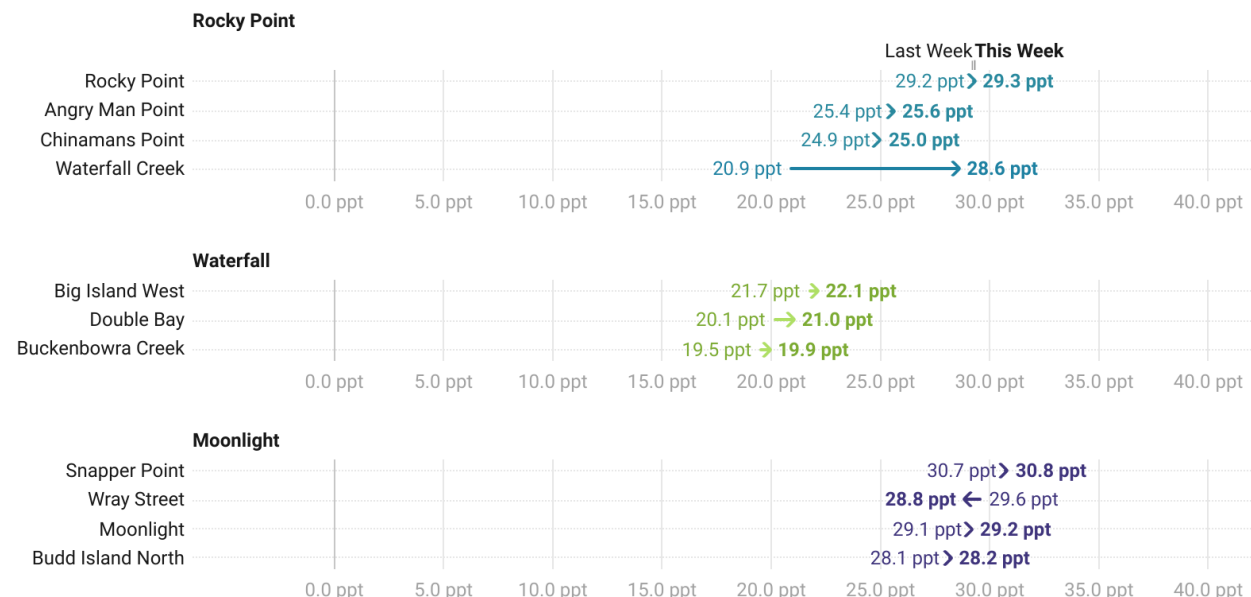 Rocky Point
Last Week This Week
Rocky Point 29.2 ppt 29.3 ppt
Angry Man Point 25.4 ppt 25.6 ppt
Chinamans Point 24.9 ppt 25.0 ppt
Waterfall Creek 20.9 ppt 28.6 ppt
0.0 ppt 5.0 ppt 10.0 ppt 15.0 ppt 20.0 ppt 25.0 ppt 30.0 ppt 35.0 ppt 40.0 ppt
Waterfall
Big Island West 21.7 ppt 22.1 ppt
Double Bay 20.1 ppt 21.0 ppt
Buckenbowra Creek 19.5 ppt 19.9 ppt
0.0 ppt 5.0 ppt 10.0 ppt 15.0 ppt 20.0 ppt 25.0 ppt 30.0 ppt 35.0 ppt 40.0 ppt
Moonlight
Snapper Point 30.7 ppt 30.8 ppt
Wray Street 28.8 ppt 29.6 ppt
Moonlight 29.1 ppt 29.2 ppt
Budd Island North 28.1 ppt 28.2 ppt
0.0 ppt 5.0 ppt 10.0 ppt 15.0 ppt 20.0 ppt 25.0 ppt 30.0 ppt 35.0 ppt 40.0 ppt